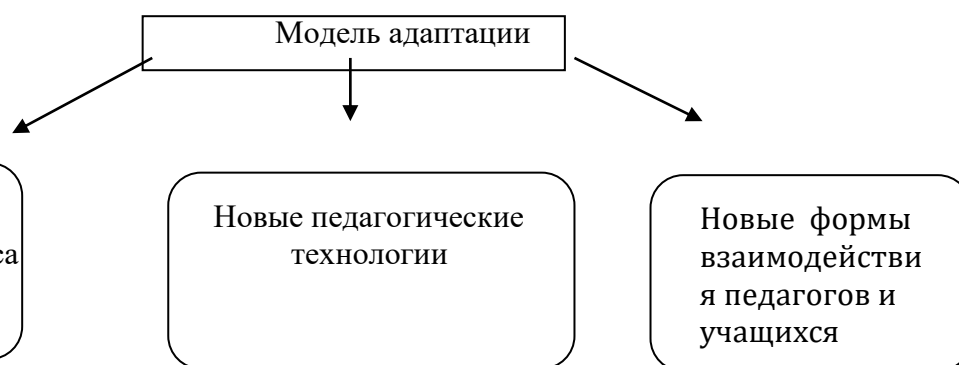 Модель адаптации
Новые педагогические
технологии
Новые формы
взаимодействи
я педагогов и
учащихся